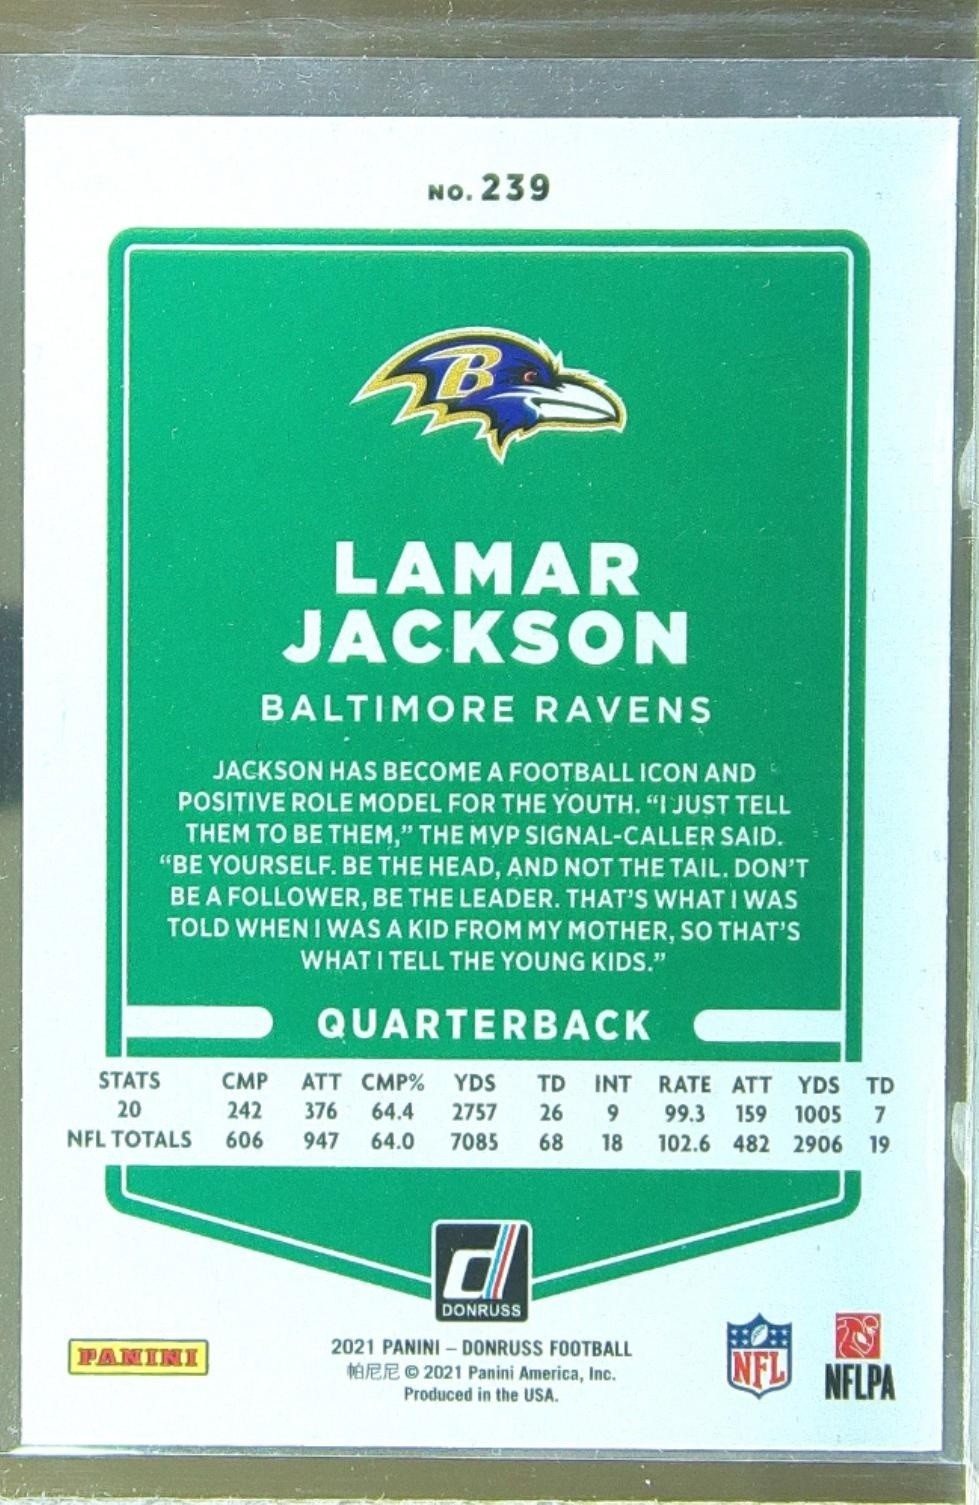 NO. 239
B
LAMAR
JACKSON
BALTIMORE RAVENS
JACKSON HAS BECOME A FOOTBALL ICON AND
POSITIVE ROLE MODEL FOR THE YOUTH. “I JUST TELL
THEM TO BE THEM,” THE MVP SIGNAL-CALLER SAID.
“BE YOURSELF. BE THE HEAD, AND NOT THE TAIL. DON’T
BE A FOLLOWER, BE THE LEADER. THAT’S WHAT I WAS
TOLD WHEN I WAS A KID FROM MY MOTHER, SO THAT’S
WHAT I TELL THE YOUNG KIDS.”
QUARTERBACK
STATS CMP ATT CMP% YDS TD INT RATE ATT YDS TD
20 242 376 64.4 2757 26 9 99.3 159 1005 7
NFL TOTALS 606 947 64.0 7085 68 18 102.6 482 2906 19
d
DONRUSS
PANINI
2021 PANINI – DONRUSS FOOTBALL
帕尼尼 © 2021 Panini America, Inc.
Produced in the USA.
NFL
NFLPA